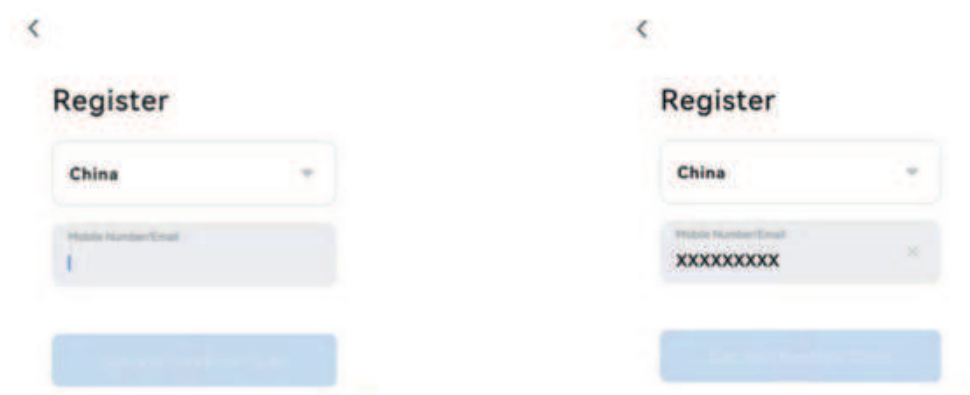 Register
China
Mobile Number/Email
Register
China
Mobile Number/Email
XXXXXXXXX